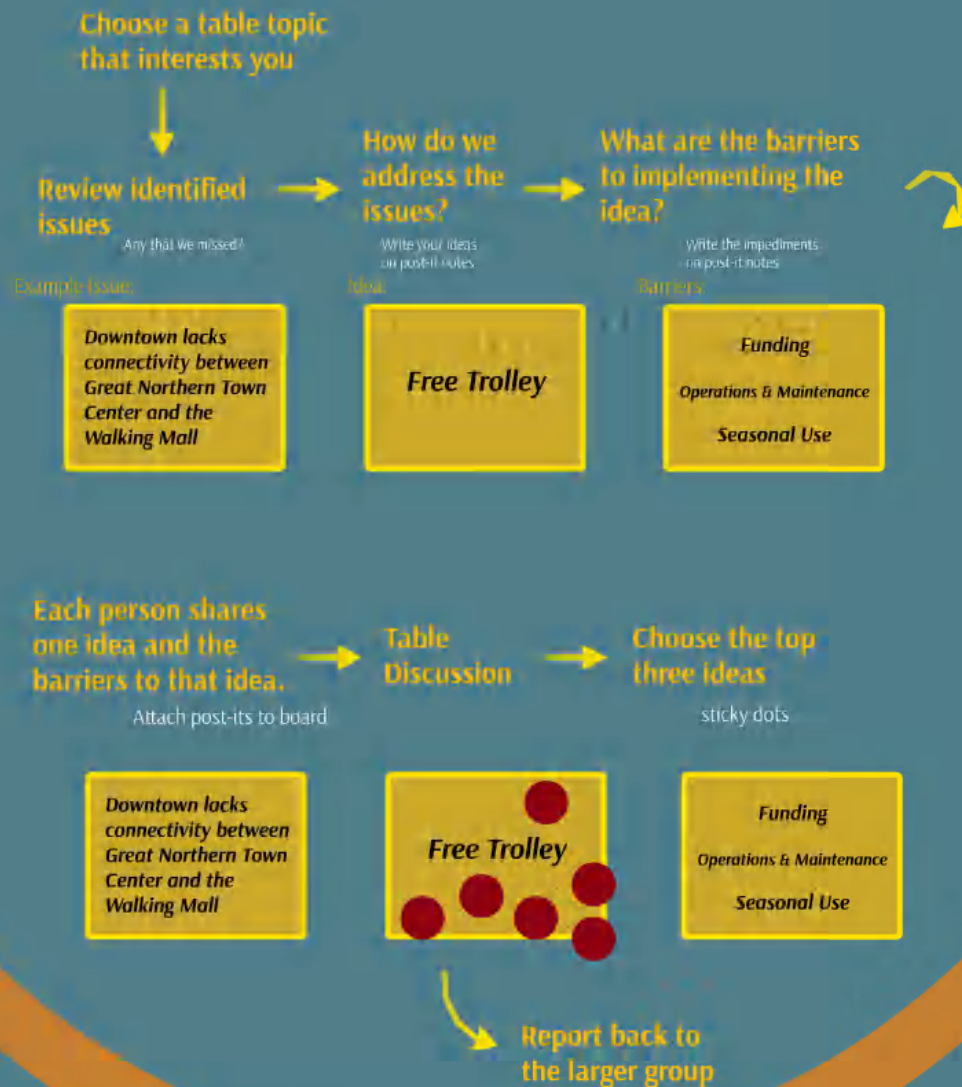 Choose a table topic
that interests you
Review identified
issues
Any that we missed?
How do we
address the
issues?
Write your ideas
on post-it notes
What are the barriers
to implementing the
idea?
Write the impediments
on post-it notes
Example Issue:
Idea:
Barriers:
Downtown lacks
connectivity between
Great Northern Town
Center and the
Walking Mall
Free Trolley
Funding
Operations & Maintenance
Seasonal Use
Each person shares
one idea and the
barriers to that idea.
Attach post-its to board
Table
Discussion
Choose the top
three ideas
sticky dots
Downtown lacks
connectivity between
Great Northern Town
Center and the
Walking Mall
Free Trolley
Funding
Operations & Maintenance
Seasonal Use
Report back to
the larger group